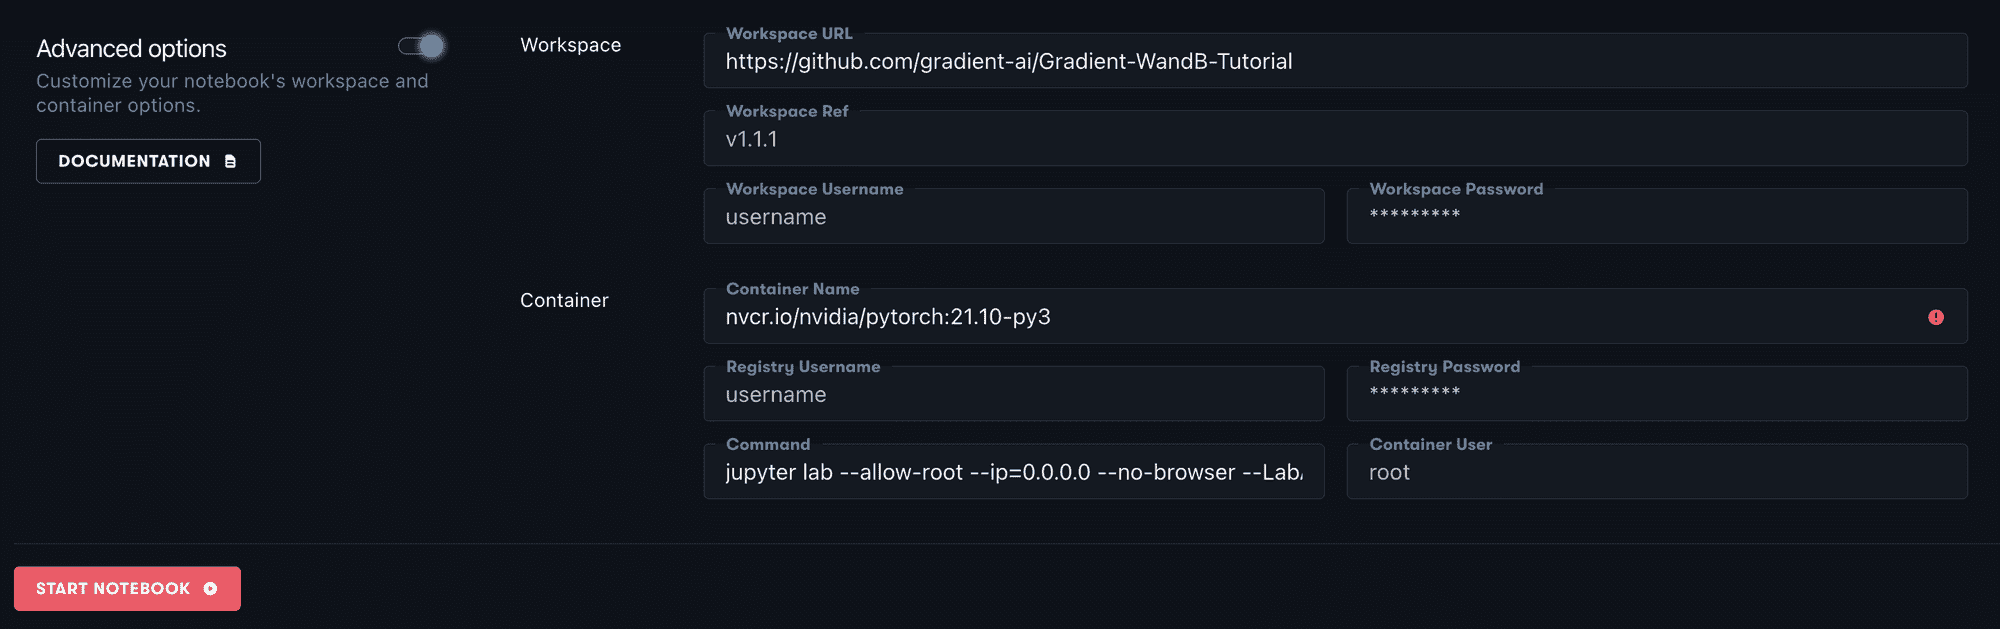 Advanced options
Customize your notebook's workspace and
container options.
DOCUMENTATION
Workspace
Workspace URL
https://github.com/gradient-ai/Gradient-WandB-Tutorial
Workspace Ref
v1.1.1
Workspace Username
username
Workspace Password
*********
Container
Container Name
nvcr.io/nvidia/pytorch:21.10-py3
Registry Username
username
Registry Password
*********
Command
jupyter lab --allow-root --ip=0.0.0.0 --no-browser --Lab
Container User
root
START NOTEBOOK